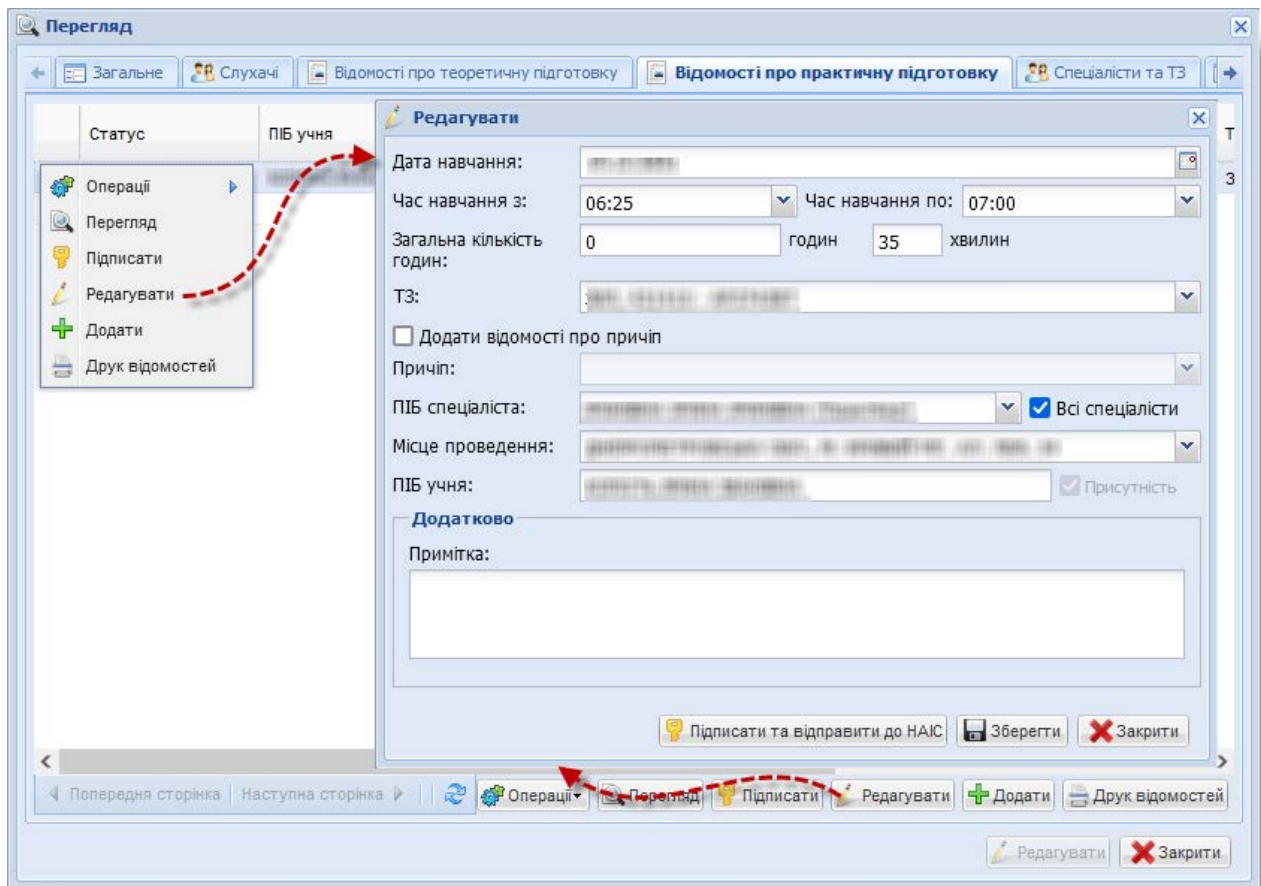 Перегляд
Загальне Слухачі Відомості про теоретичну підготовку Відомості про практичну підготовку Спеціалісти та ТЗ
Статус ПІБ учня Т
З
Операції
Перегляд
Підписати
Редагувати
Додати
Друк відомостей
Редагувати
Дата навчання:
Час навчання з: 06:25 Час навчання по: 07:00
Загальна кількість
годин: 0 годин 35 хвилин
ТЗ:
Додати відомості про причіп
Причіп:
ПІБ спеціаліста: Всі спеціалісти
Місце проведення:
ПІБ учня: Присутність
Додатково
Примітка:
Підписати та відправити до НАІС Зберегти Закрити
Попередня сторінка Наступна сторінка Операції Перегляд Підписати Редагувати Додати Друк відомостей
Редагувати Закрити